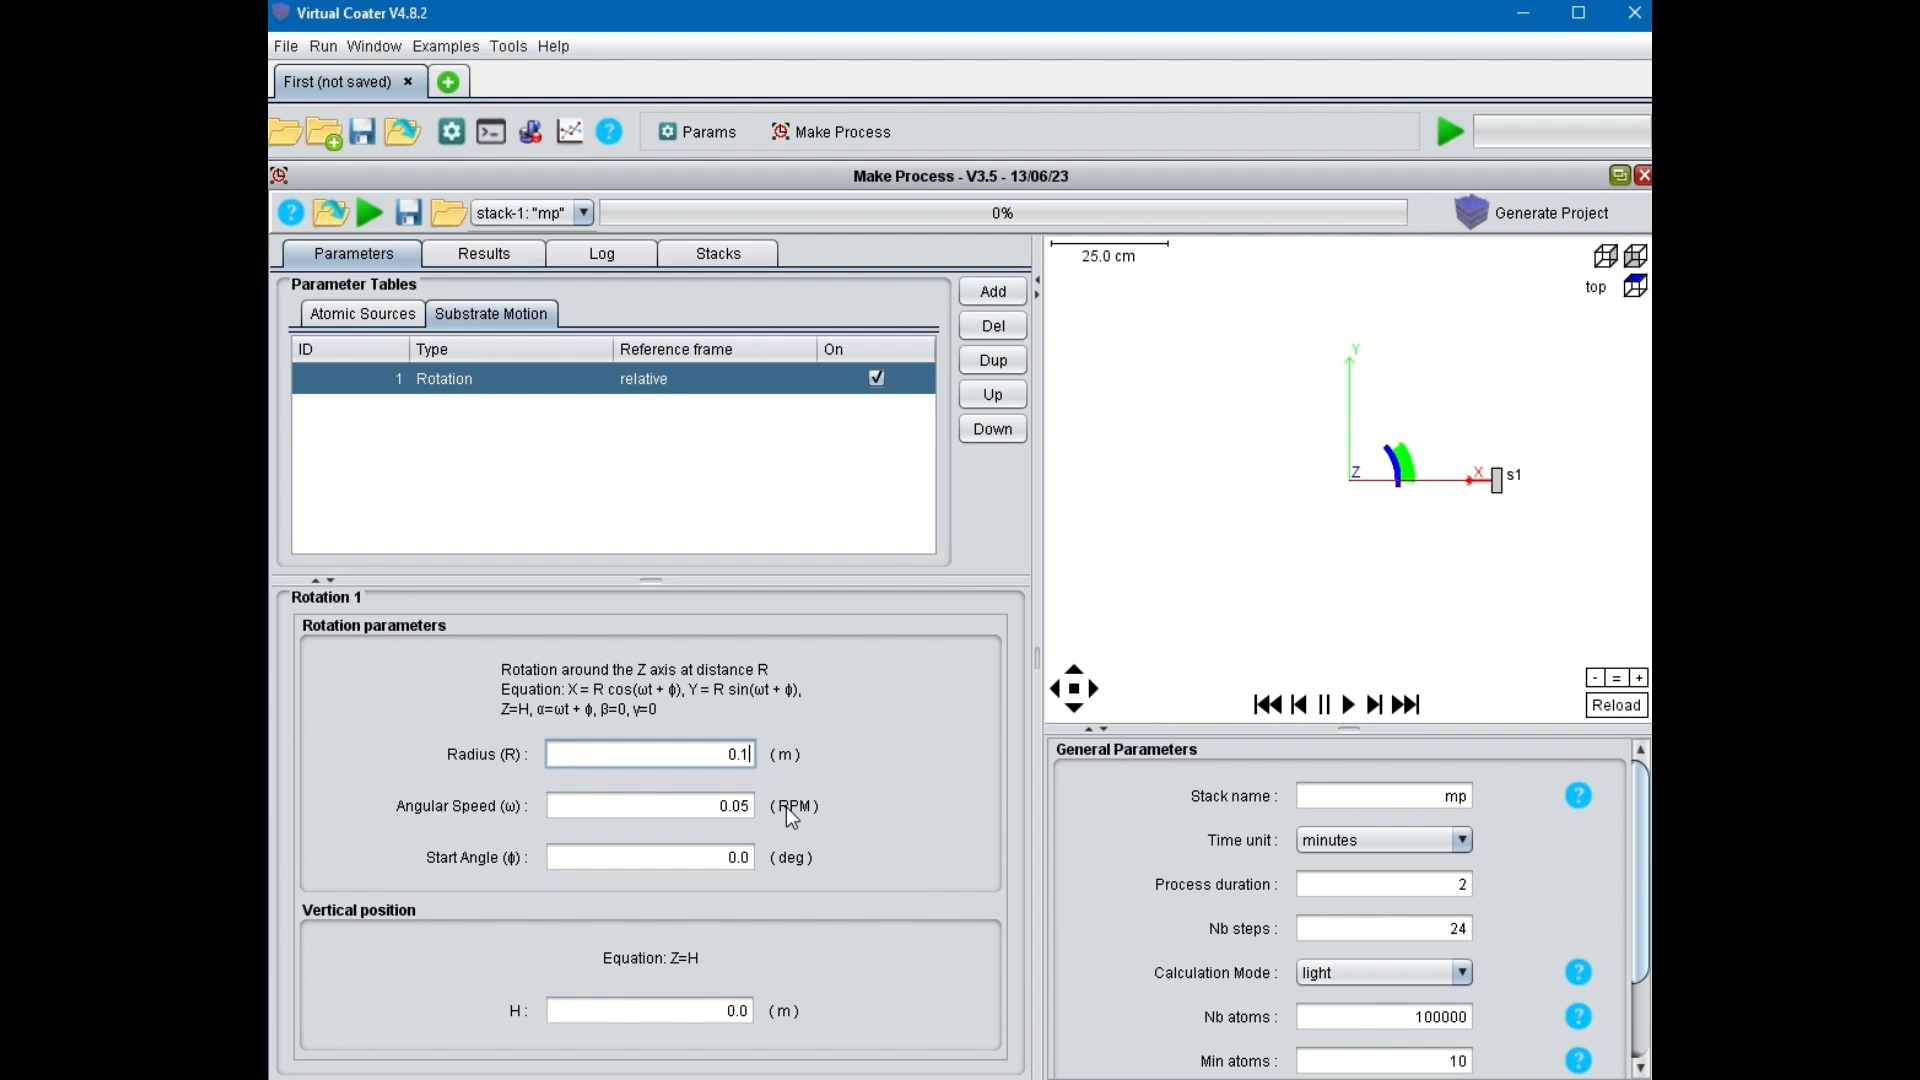 Virtual Coater V4.8.2
File Run Window Examples Tools Help
First (not saved)
Params Make Process
Make Process - V3.5 - 13/06/23
stack-1: "mp" 0% Generate Project
Parameters Results Log Stacks
Parameter Tables
Atomic Sources Substrate Motion
ID Type Reference frame On
1 Rotation relative
Add
Del
Dup
Up
Down
Rotation 1
Rotation parameters
Rotation around the Z axis at distance R
Equation: X = R cos(ωt + ϕ), Y = R sin(ωt + ϕ),
Z=H, α=ωt + ϕ, β=0, γ=0
Radius (R) : 0.1 ( m )
Angular Speed (ω) : 0.05 ( RPM )
Start Angle (ϕ) : 0.0 ( deg )
Vertical position
Equation: Z=H
H : 0.0 ( m )
25.0 cm
top
Y
Z X s1
- = +
Reload
General Parameters
Stack name : mp
Time unit : minutes
Process duration : 2
Nb steps : 24
Calculation Mode : light
Nb atoms : 100000
Min atoms : 10